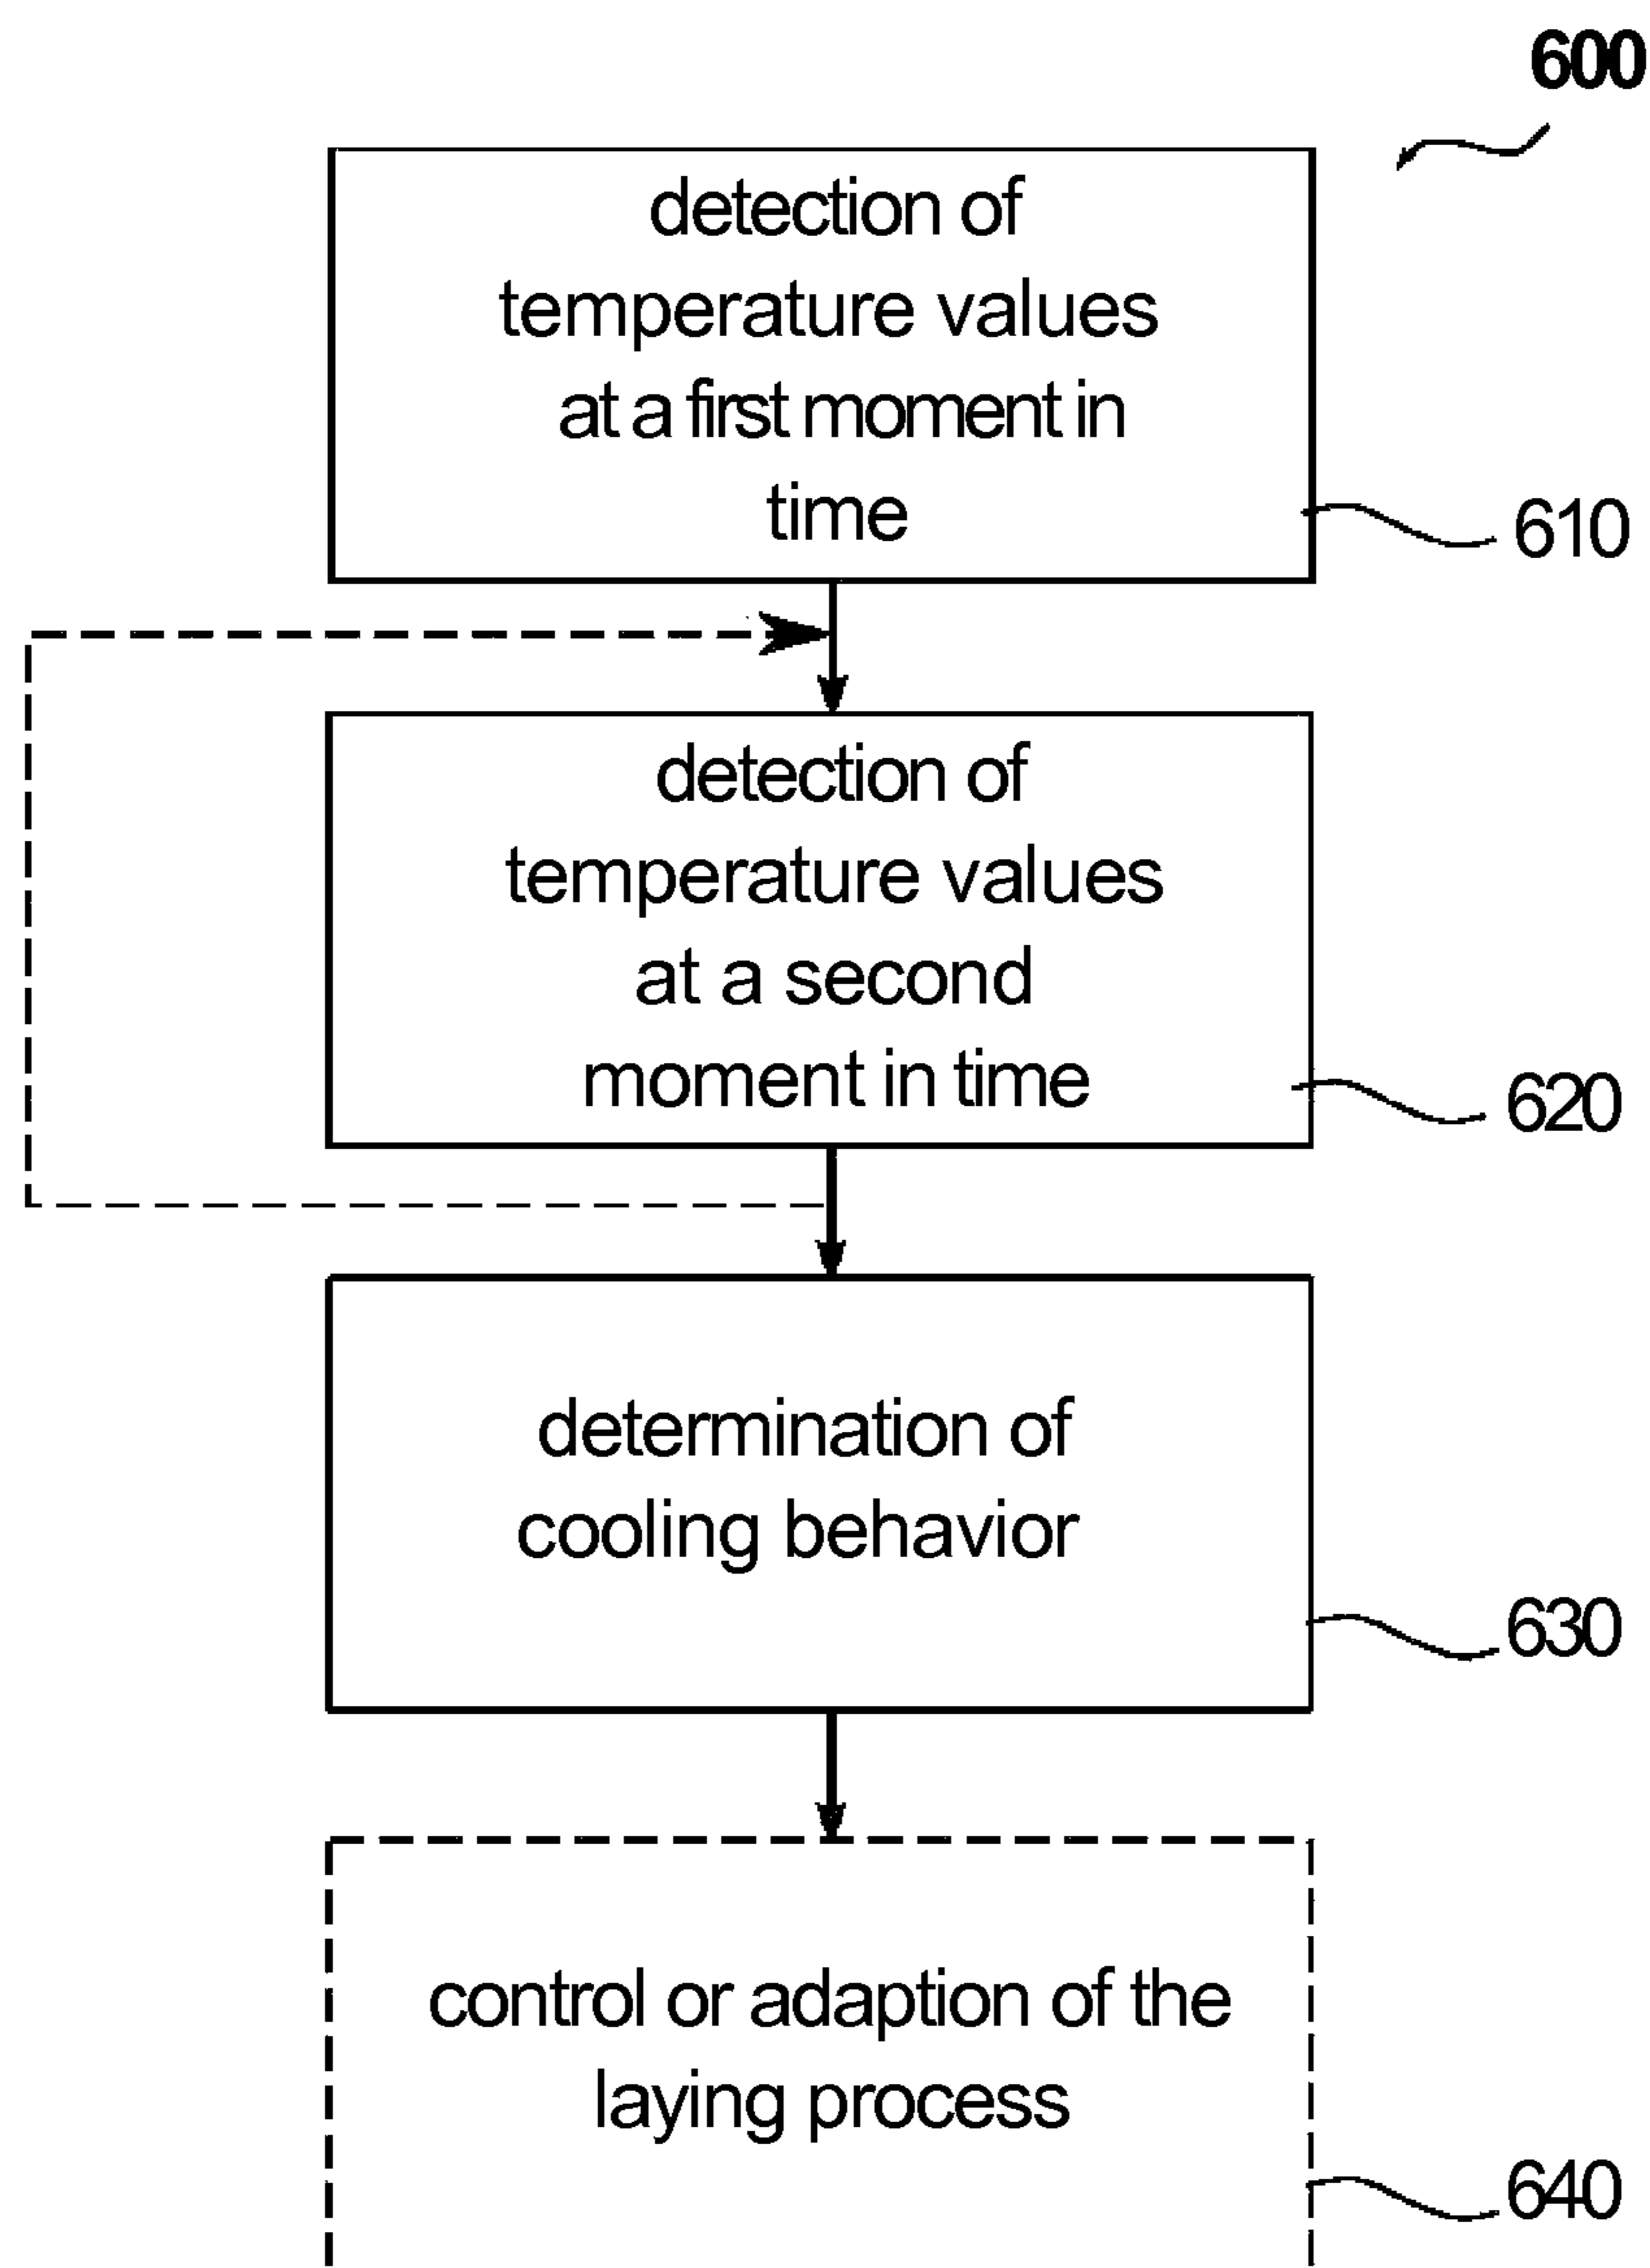 600
detection of
temperature values
at a first moment in
time
610
detection of
temperature values
at a second
moment in time
620
determination of
cooling behavior
630
control or adaption of the
laying process
640